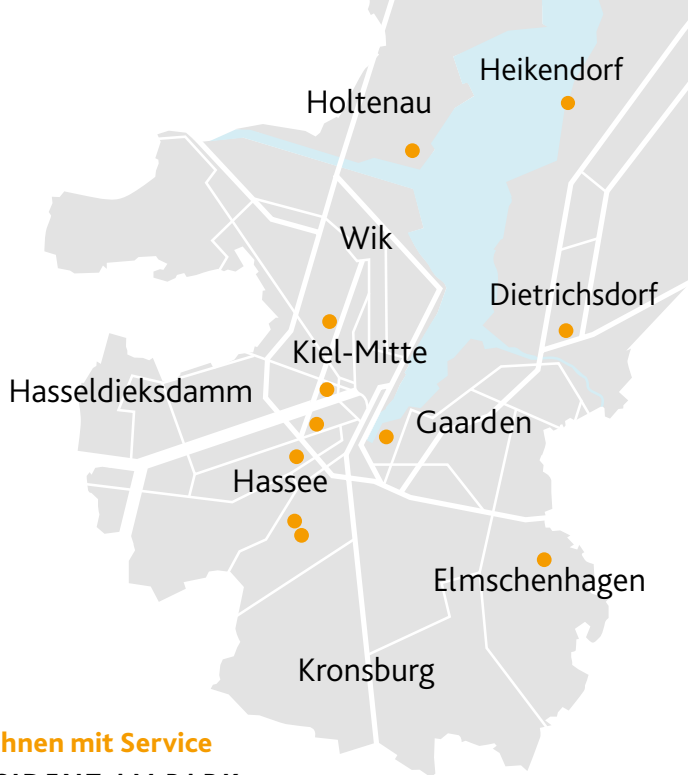 Heikendorf
Holtenau
Wik
Dietrichsdorf
Kiel-Mitte
Hasseldieksdamm
Gaarden
Hassee
Elmschenhagen
Kronsburg
hnen mit Service